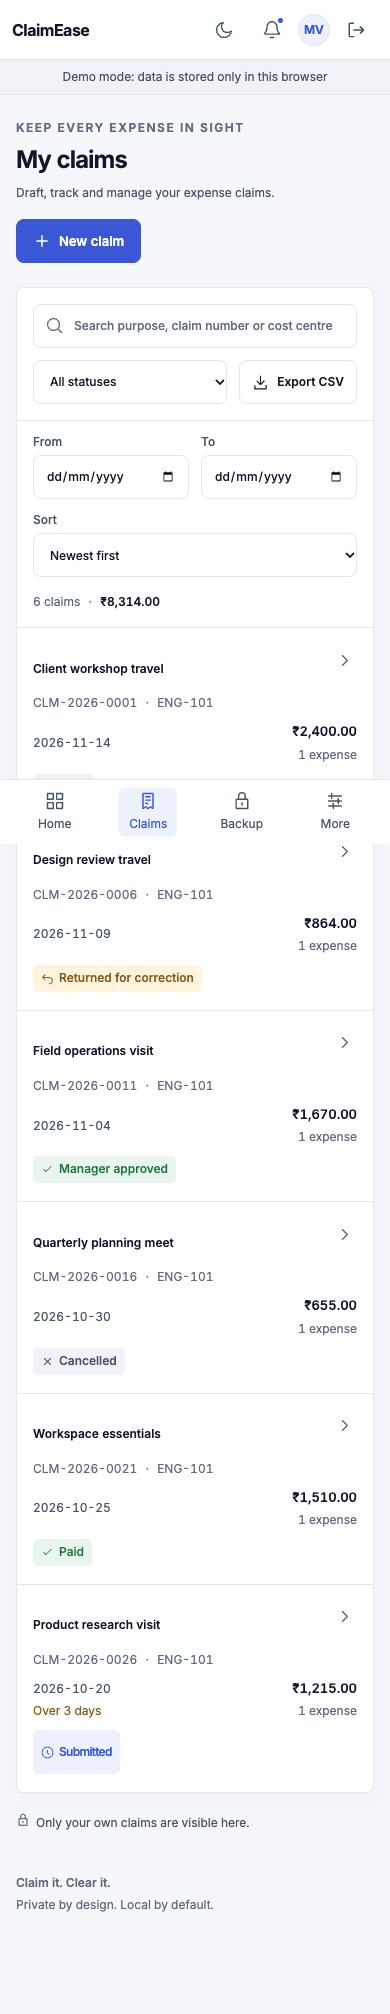 ClaimEase
MV
Demo mode: data is stored only in this browser
KEEP EVERY EXPENSE IN SIGHT
My claims
Draft, track and manage your expense claims.
New claim
Search purpose, claim number or cost centre
All statuses
Export CSV
From
To
dd/mm/yyyy
dd/mm/yyyy
Sort
Newest first
6 claims · ₹8,314.00
Client workshop travel
CLM-2026-0001 · ENG-101
2026-11-14
₹2,400.00
1 expense
Home
Claims
Backup
More
Design review travel
CLM-2026-0006 · ENG-101
2026-11-09
₹864.00
1 expense
Returned for correction
Field operations visit
CLM-2026-0011 · ENG-101
2026-11-04
₹1,670.00
1 expense
Manager approved
Quarterly planning meet
CLM-2026-0016 · ENG-101
2026-10-30
₹655.00
1 expense
Cancelled
Workspace essentials
CLM-2026-0021 · ENG-101
2026-10-25
₹1,510.00
1 expense
Paid
Product research visit
CLM-2026-0026 · ENG-101
2026-10-20
₹1,215.00
Over 3 days
1 expense
Submitted
Only your own claims are visible here.
Claim it. Clear it.
Private by design. Local by default.